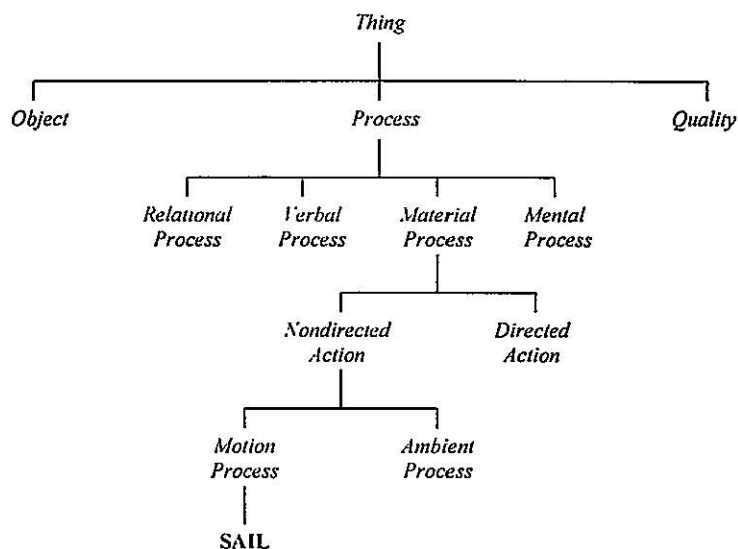 Thing
Object Process Quality
Relational Verbal Material Mental
Process Process Process Process
Nondirected Directed
Action Action
Motion Ambient
Process Process
SAIL